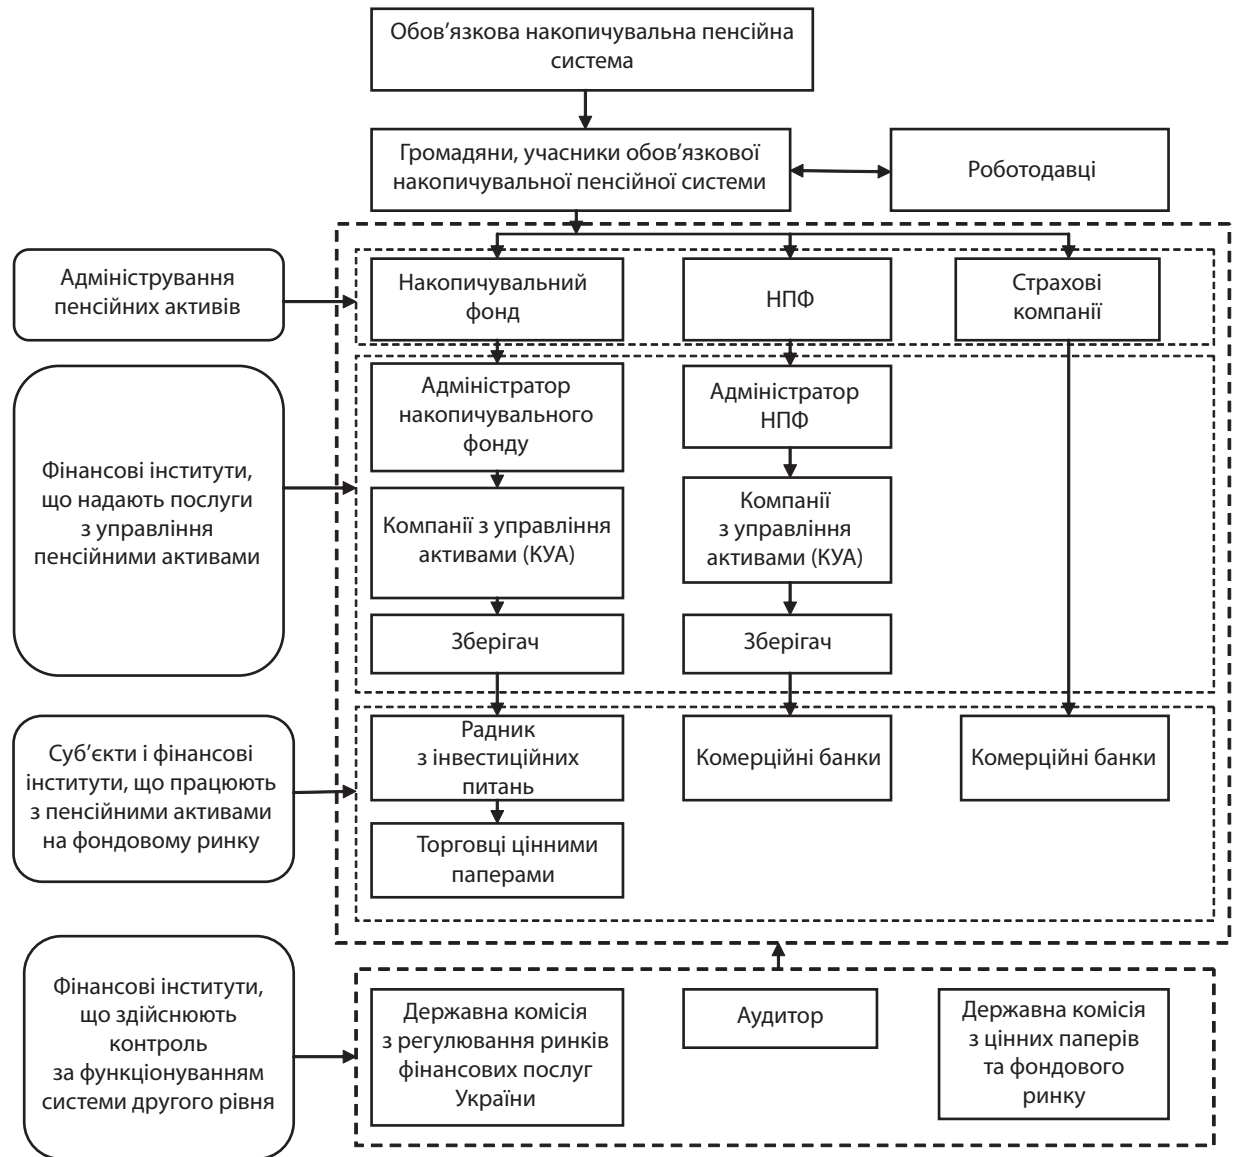 Обов’язкова накопичувальна пенсійна
система
Громадяни, учасники обов’язкової
накопичувальної пенсійної системи
Роботодавці
Адміністрування
пенсійних активів
Накопичувальний
фонд
НПФ
Страхові
компанії
Фінансові інститути,
що надають послуги
з управління
пенсійними активами
Адміністратор
накопичувального
фонду
Адміністратор
НПФ
Компанії з управління
активами (КУА)
Компанії
з управління
активами (КУА)
Зберігач
Зберігач
Суб’єкти і фінансові
інститути, що працюють
з пенсійними активами
на фондовому ринку
Радник
з інвестиційних
питань
Комерційні банки
Комерційні банки
Торговці цінними
паперами
Фінансові інститути,
що здійснюють
контроль
за функціонуванням
системи другого рівня
Державна комісія
з регулювання ринків
фінансових послуг
України
Аудитор
Державна комісія
з цінних паперів
та фондового
ринку